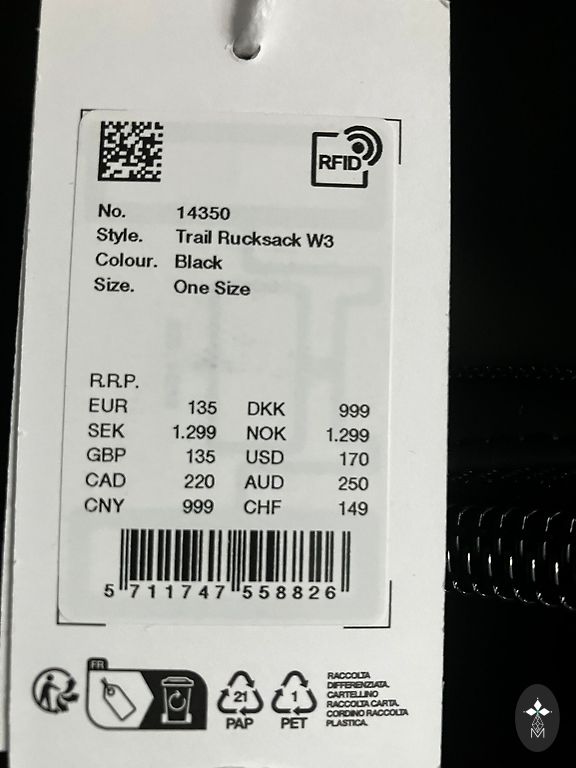 RFID
No. 14350
Style. Trail Rucksack W3
Colour. Black
Size. One Size
R.R.P.
EUR 135 DKK 999
SEK 1.299 NOK 1.299
GBP 135 USD 170
CAD 220 AUD 250
CNY 999 CHF 149
5 711747 558826
FR
21
PAP
1
PET
RACCOLTA
DIFFERENZIATA.
CARTELLINO
RACCOLTA CARTA.
CORDINO RACCOLTA
PLASTICA.
M